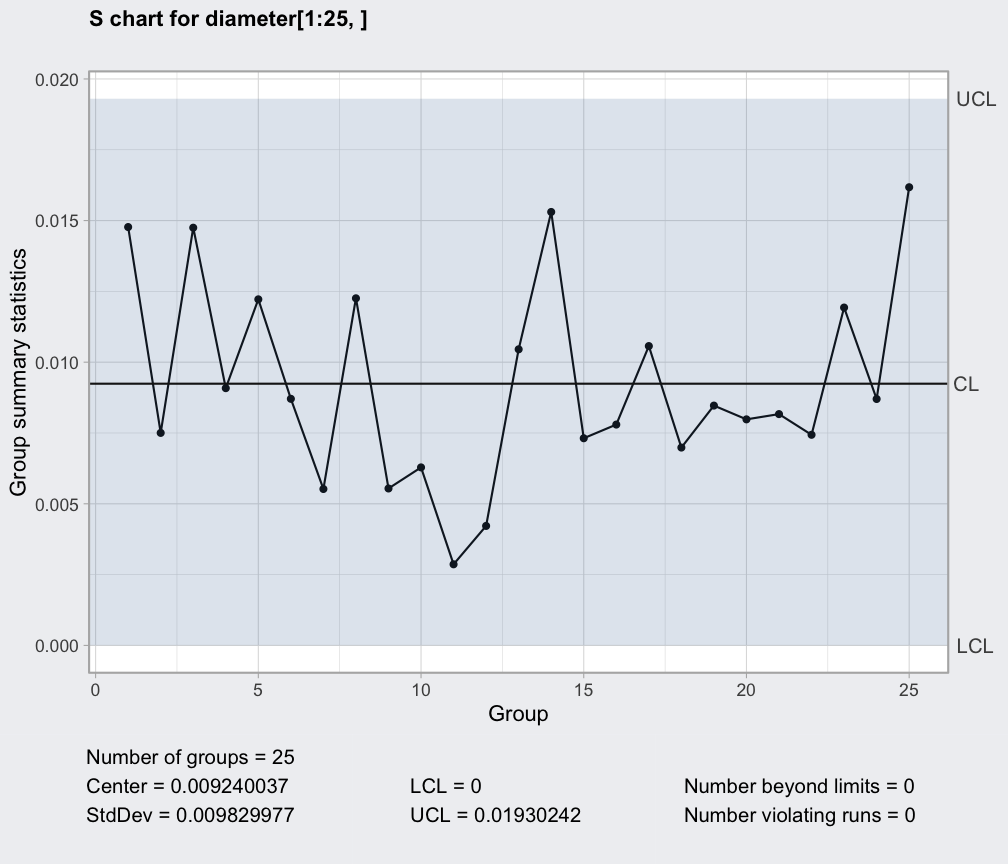 S chart for diameter[1:25, ]
0.020
UCL
0.015
0.010
CL
0.005
0.000
LCL
Group summary statistics
0 5 10 15 20 25
Group
Number of groups = 25
Center = 0.009240037 LCL = 0 Number beyond limits = 0
StdDev = 0.009829977 UCL = 0.01930242 Number violating runs = 0